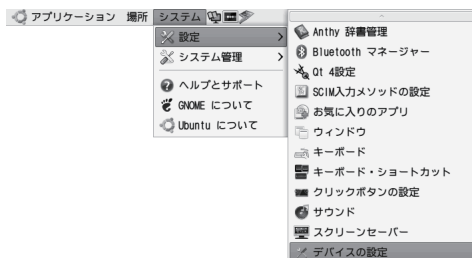 アプリケーション 場所 システム
設定
システム管理
ヘルプとサポート
GNOME について
Ubuntu について
Anthy 辞書管理
Bluetooth マネージャー
Qt 4設定
SCIM入力メソッドの設定
お気に入りのアプリ
ウィンドウ
キーボード
キーボード・ショートカット
クリックボタンの設定
サウンド
スクリーンセーバー
デバイスの設定